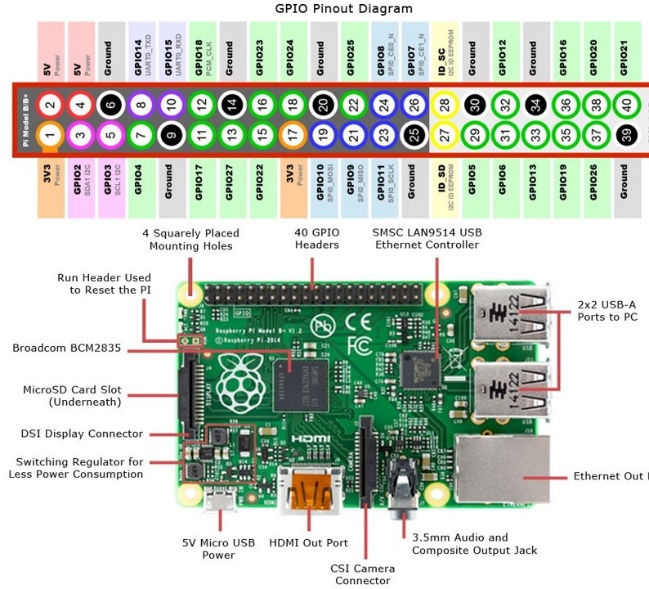 GPIO Pinout Diagram
5V Power
5V Power
Ground
GPIO14 UART0_TXD
GPIO15 UART0_RXD
GPIO18 PCM_CLK
Ground
GPIO23
GPIO24
Ground
GPIO25
GPIO8 SPI0_CE0_N
GPIO7 SPI0_CE1_N
ID_SC I2C ID EEPROM
Ground
GPIO12
Ground
GPIO16
GPIO20
GPIO21
Pi Model B/B+
2 4 6 8 10 12 14 16 18 20 22 24 26 28 30 32 34 36 38 40
1 3 5 7 9 11 13 15 17 19 21 23 25 27 29 31 33 35 37 39
3V3 Power
GPIO2 SDA1 I2C
GPIO3 SCL1 I2C
GPIO4
Ground
GPIO17
GPIO27
GPIO22
3V3 Power
GPIO10 SPI0_MOSI
GPIO9 SPI0_MISO
GPIO11 SPI0_SCLK
Ground
ID_SD I2C ID EEPROM
GPIO5
GPIO6
GPIO13
GPIO19
GPIO26
Ground
4 Squarely Placed
Mounting Holes
40 GPIO
Headers
SMSC LAN9514 USB
Ethernet Controller
Run Header Used
to Reset the PI
2x2 USB-A
Ports to PC
Broadcom BCM2835
MicroSD Card Slot
(Underneath)
DSI Display Connector
Switching Regulator for
Less Power Consumption
Ethernet Out
5V Micro USB
Power
HDMI Out Port
3.5mm Audio and
Composite Output Jack
CSI Camera
Connector
GPIO
Raspberry Pi Model B+ V1.2
© Raspberry Pi 2014
CE
FC
Pb
DISPLAY
HDMI
CAMERA
14122
14122